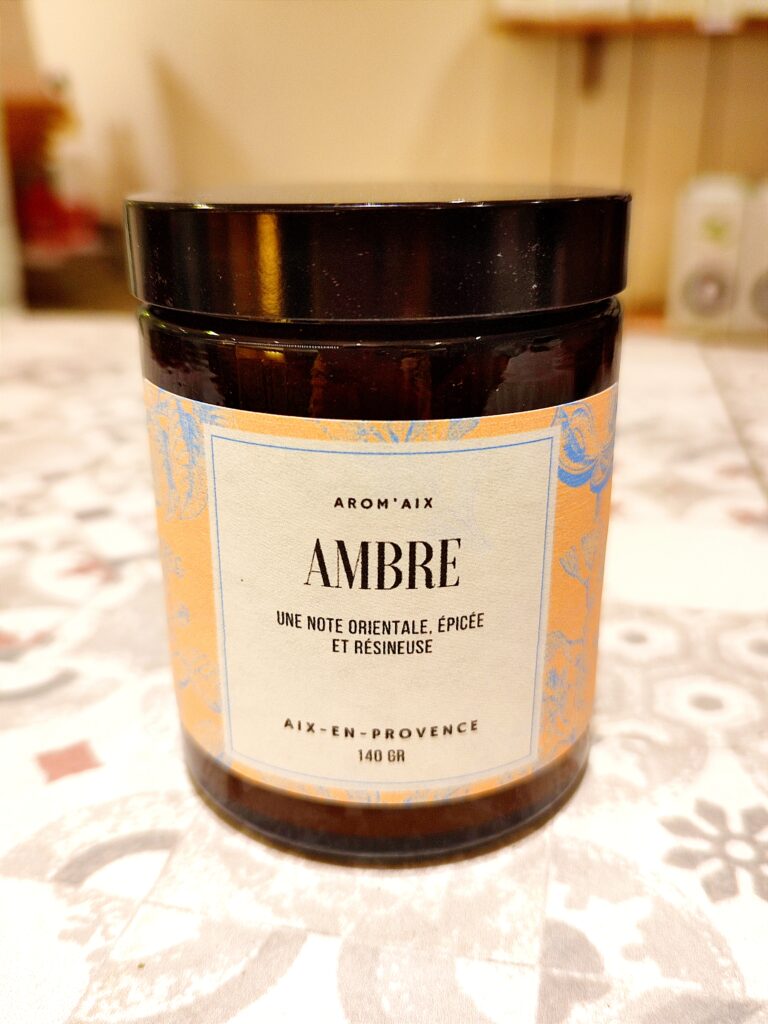 AROM'AIX
AMBRE
UNE NOTE ORIENTALE, ÉPICÉE
ET RÉSINEUSE
AIX-EN-PROVENCE
140 GR